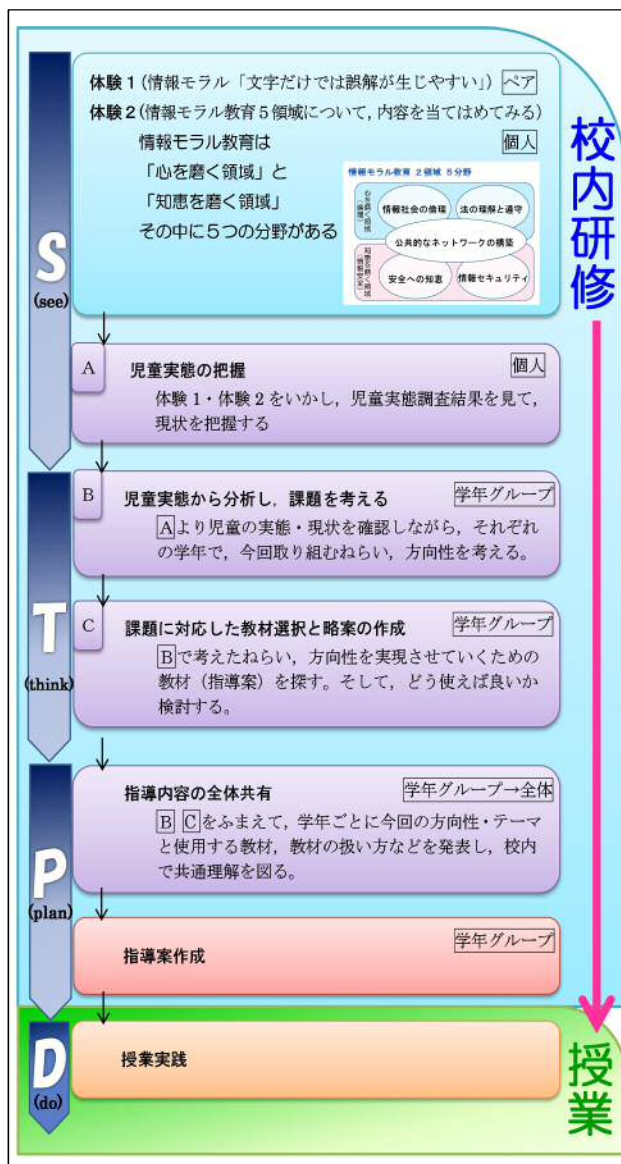 体験1(情報モラル「文字だけでは誤解が生じやすい」) ペア
体験2(情報モラル教育5領域について,内容を当てはめてみる)
情報モラル教育は 個人
「心を磨く領域」と
「知恵を磨く領域」
その中に5つの分野がある
情報モラル教育 2領域 5分野
心を磨く領域
(倫理)
情報社会の倫理
法の理解と遵守
公共的なネットワークの構築
知恵を磨く領域
(情報安全)
安全への知恵
情報セキュリティ
S
(see)
校内研修
A
児童実態の把握 個人
体験1・体験2をいかし,児童実態調査結果を見て,
現状を把握する
B
児童実態から分析し,課題を考える 学年グループ
Aより児童の実態・現状を確認しながら,それぞれ
の学年で,今回取り組むねらい,方向性を考える。
T
(think)
C
課題に対応した教材選択と略案の作成 学年グループ
Bで考えたねらい,方向性を実現させていくための
教材(指導案)を探す。そして,どう使えば良いか
検討する。
P
(plan)
指導内容の全体共有 学年グループ→全体
B Cをふまえて,学年ごとに今回の方向性・テーマ
と使用する教材,教材の扱い方などを発表し,校内
で共通理解を図る。
指導案作成 学年グループ
D
(do)
授業実践
授業